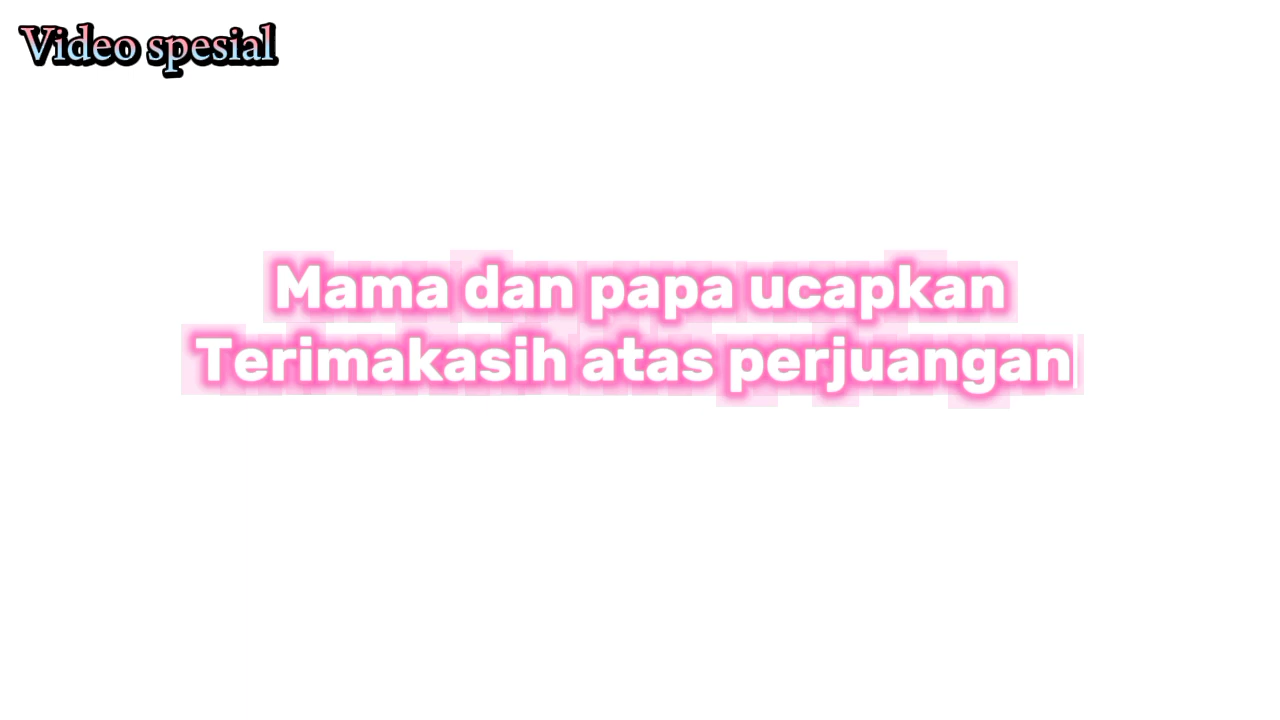 Video spesial
Mama dan papa ucapkan
Terimakasih atas perjuangan